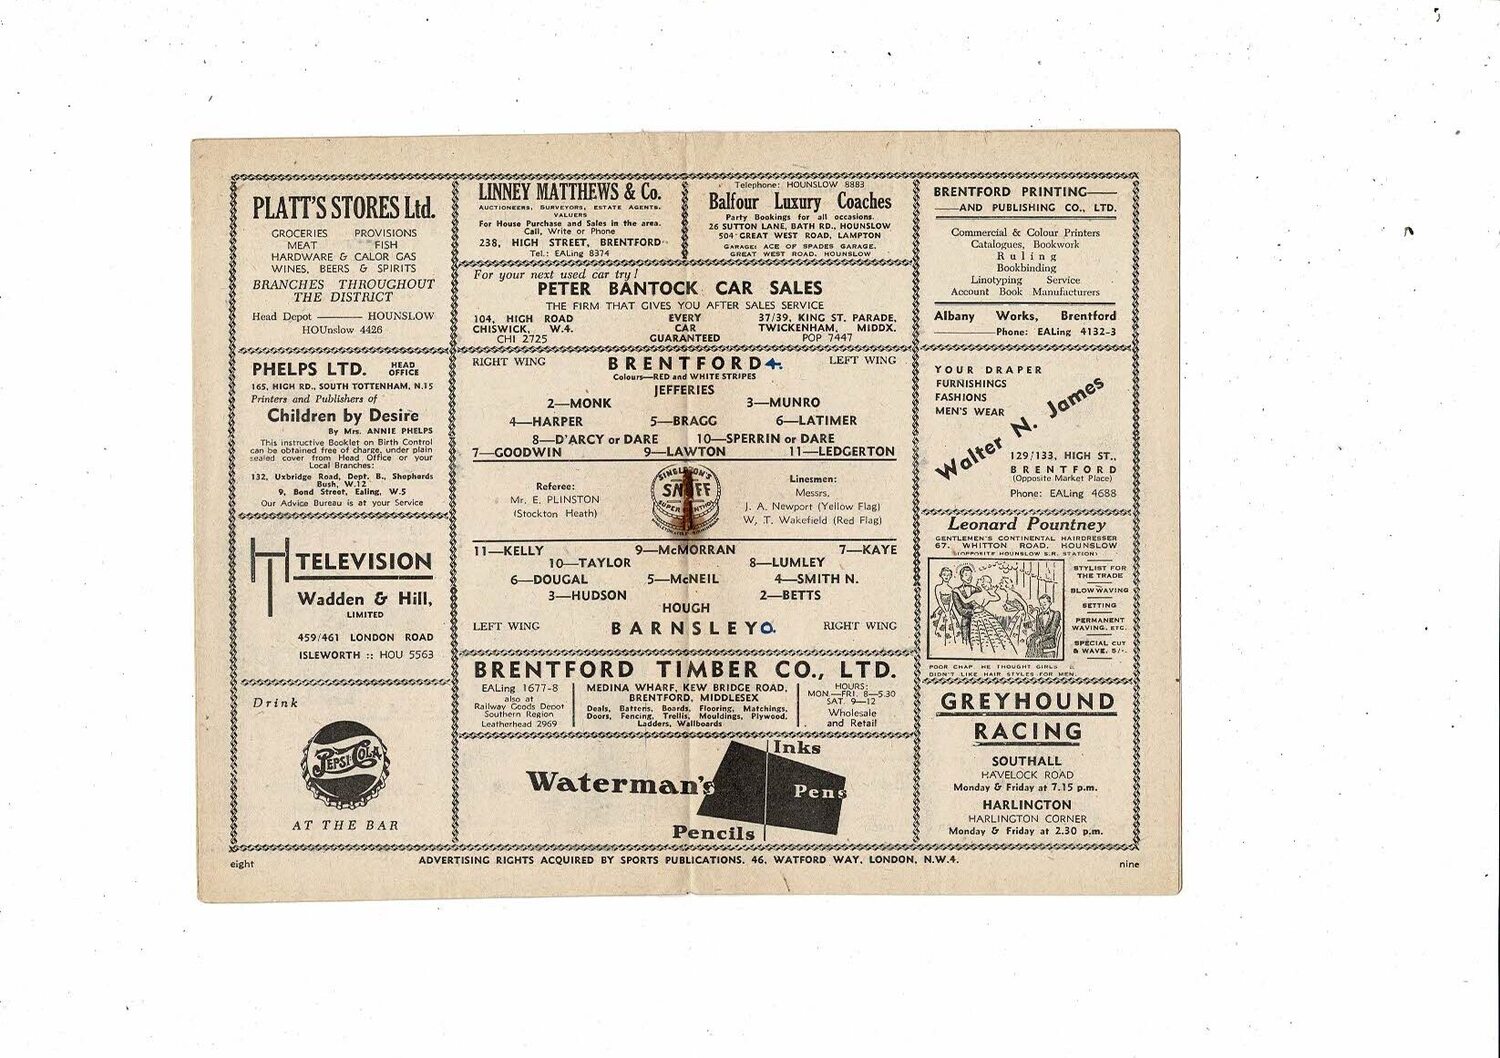 PLATT'S STORES Ltd.
GROCERIES PROVISIONS
MEAT FISH
HARDWARE & CALOR GAS
WINES, BEERS & SPIRITS
BRANCHES THROUGHOUT
THE DISTRICT
Head Depot ——— HOUNSLOW
HOUnslow 4426
PHELPS LTD. HEAD OFFICE
165, HIGH RD., SOUTH TOTTENHAM, N.15
Printers and Publishers of
Children by Desire
By Mrs. ANNIE PHELPS
This instructive Booklet on Birth Control
can be obtained free of charge, under plain
sealed cover from Head Office or your
Local Branches:
132, Uxbridge Road, Dept. B., Shepherds
Bush, W.12
9, Bond Street, Ealing, W.5
Our Advice Bureau is at your Service
TELEVISION
Wadden & Hill,
LIMITED
459/461 LONDON ROAD
ISLEWORTH :: HOU 5563
Drink
PEPSI-COLA
AT THE BAR
LINNEY MATTHEWS & Co.
AUCTIONEERS, SURVEYORS, ESTATE AGENTS,
VALUERS
For House Purchase and Sales in the area.
Call, Write or Phone
238, HIGH STREET, BRENTFORD
Tel.: EALing 8374
Telephone: HOUNSLOW 8883
Balfour Luxury Coaches
Party Bookings for all occasions.
26 SUTTON LANE, BATH RD., HOUNSLOW
504 GREAT WEST ROAD, LAMPTON
GARAGE: ACE OF SPADES GARAGE,
GREAT WEST ROAD, HOUNSLOW
For your next used car try!
PETER BANTOCK CAR SALES
THE FIRM THAT GIVES YOU AFTER SALES SERVICE
104, HIGH ROAD EVERY 37/39, KING ST. PARADE,
CHISWICK, W.4. CAR TWICKENHAM, MIDDX.
CHI 2725 GUARANTEED POP 7447
RIGHT WING BRENTFORD 4. LEFT WING
Colours—RED and WHITE STRIPES
JEFFERIES
2—MONK 3—MUNRO
4—HARPER 5—BRAGG 6—LATIMER
8—D'ARCY or DARE 10—SPERRIN or DARE
7—GOODWIN 9—LAWTON 11—LEDGERTON
Referee:
Mr. E. PLINSTON
(Stockton Heath)
SINGLETON'S
SNUFF
SUPER MENTHOL
Linesmen:
Messrs.
J. A. Newport (Yellow Flag)
W. T. Wakefield (Red Flag)
11—KELLY 9—McMORRAN 7—KAYE
10—TAYLOR 8—LUMLEY
6—DOUGAL 5—McNEIL 4—SMITH N.
3—HUDSON 2—BETTS
HOUGH
LEFT WING BARNSLEY 0. RIGHT WING
BRENTFORD TIMBER CO., LTD.
EALing 1677-8
also at
Railway Goods Depot
Southern Region
Leatherhead 2969
MEDINA WHARF, KEW BRIDGE ROAD,
BRENTFORD, MIDDLESEX
Deals, Battens, Boards, Flooring, Matchings,
Doors, Fencing, Trellis, Mouldings, Plywood,
Ladders, Wallboards
HOURS:
MON.—FRI. 8—5.30
SAT. 9—12
Wholesale
and Retail
Waterman's
Inks
Pens
Pencils
BRENTFORD PRINTING——
——AND PUBLISHING CO., LTD.
Commercial & Colour Printers
Catalogues, Bookwork
Ruling
Bookbinding
Linotyping Service
Account Book Manufacturers
Albany Works, Brentford
———Phone: EALing 4132-3
YOUR DRAPER
FURNISHINGS
FASHIONS
MEN'S WEAR
Walter N. James
129/133, HIGH ST.,
BRENTFORD
(Opposite Market Place)
Phone: EALing 4688
Leonard Pountney
GENTLEMEN'S CONTINENTAL HAIRDRESSER
67, WHITTON ROAD, HOUNSLOW
(OPPOSITE HOUNSLOW S.R. STATION)
STYLIST FOR
THE TRADE
BLOW WAVING
SETTING
PERMANENT
WAVING, ETC.
SPECIAL CUT
& WAVE, 5/-
POOR CHAP, HE THOUGHT GIRLS
DIDN'T LIKE HAIR STYLES FOR MEN.
GREYHOUND
RACING
SOUTHALL
HAVELOCK ROAD
Monday & Friday at 7.15 p.m.
HARLINGTON
HARLINGTON CORNER
Monday & Friday at 2.30 p.m.
eight ADVERTISING RIGHTS ACQUIRED BY SPORTS PUBLICATIONS, 46, WATFORD WAY, LONDON, N.W.4. nine